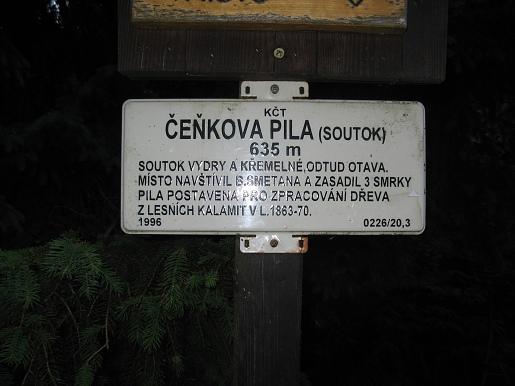 KČT
ČEŇKOVA PILA (SOUTOK)
635 m
SOUTOK VYDRY A KŘEMELNÉ,ODTUD OTAVA.
MÍSTO NAVŠTÍVIL B.SMETANA A ZASADIL 3 SMRKY
PILA POSTAVENA PRO ZPRACOVÁNÍ DŘEVA
Z LESNÍCH KALAMIT V L.1863-70.
1996 0226/20,3